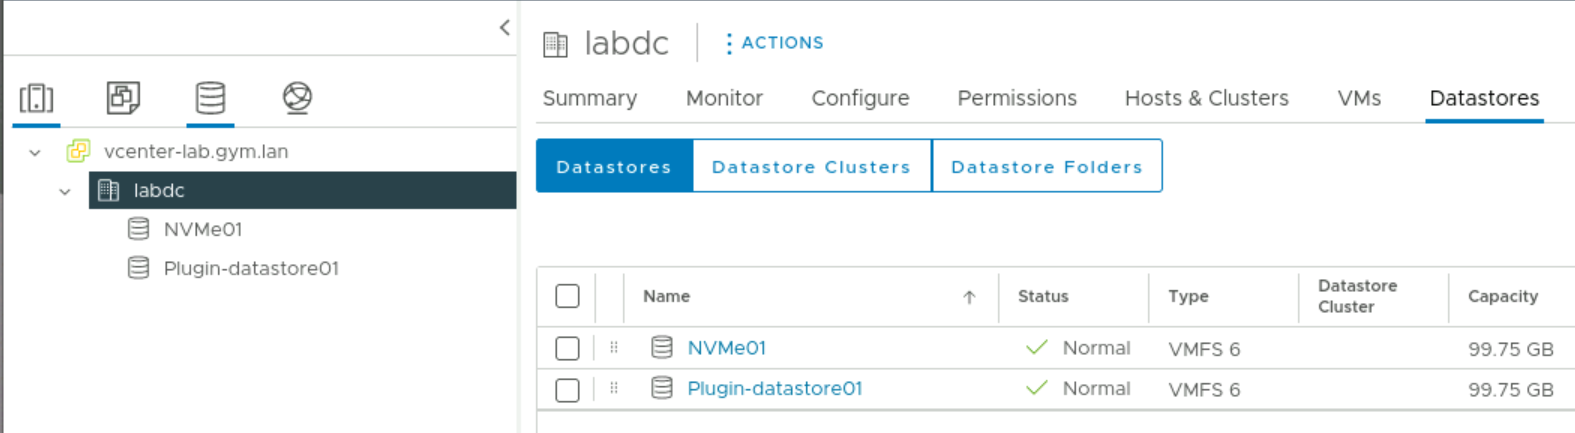 labdc
ACTIONS
Summary Monitor Configure Permissions Hosts & Clusters VMs Datastores
vcenter-lab.gym.lan
labdc
NVMe01
Plugin-datastore01
Datastores Datastore Clusters Datastore Folders
Name Status Type Datastore Cluster Capacity
NVMe01 Normal VMFS 6 99.75 GB
Plugin-datastore01 Normal VMFS 6 99.75 GB